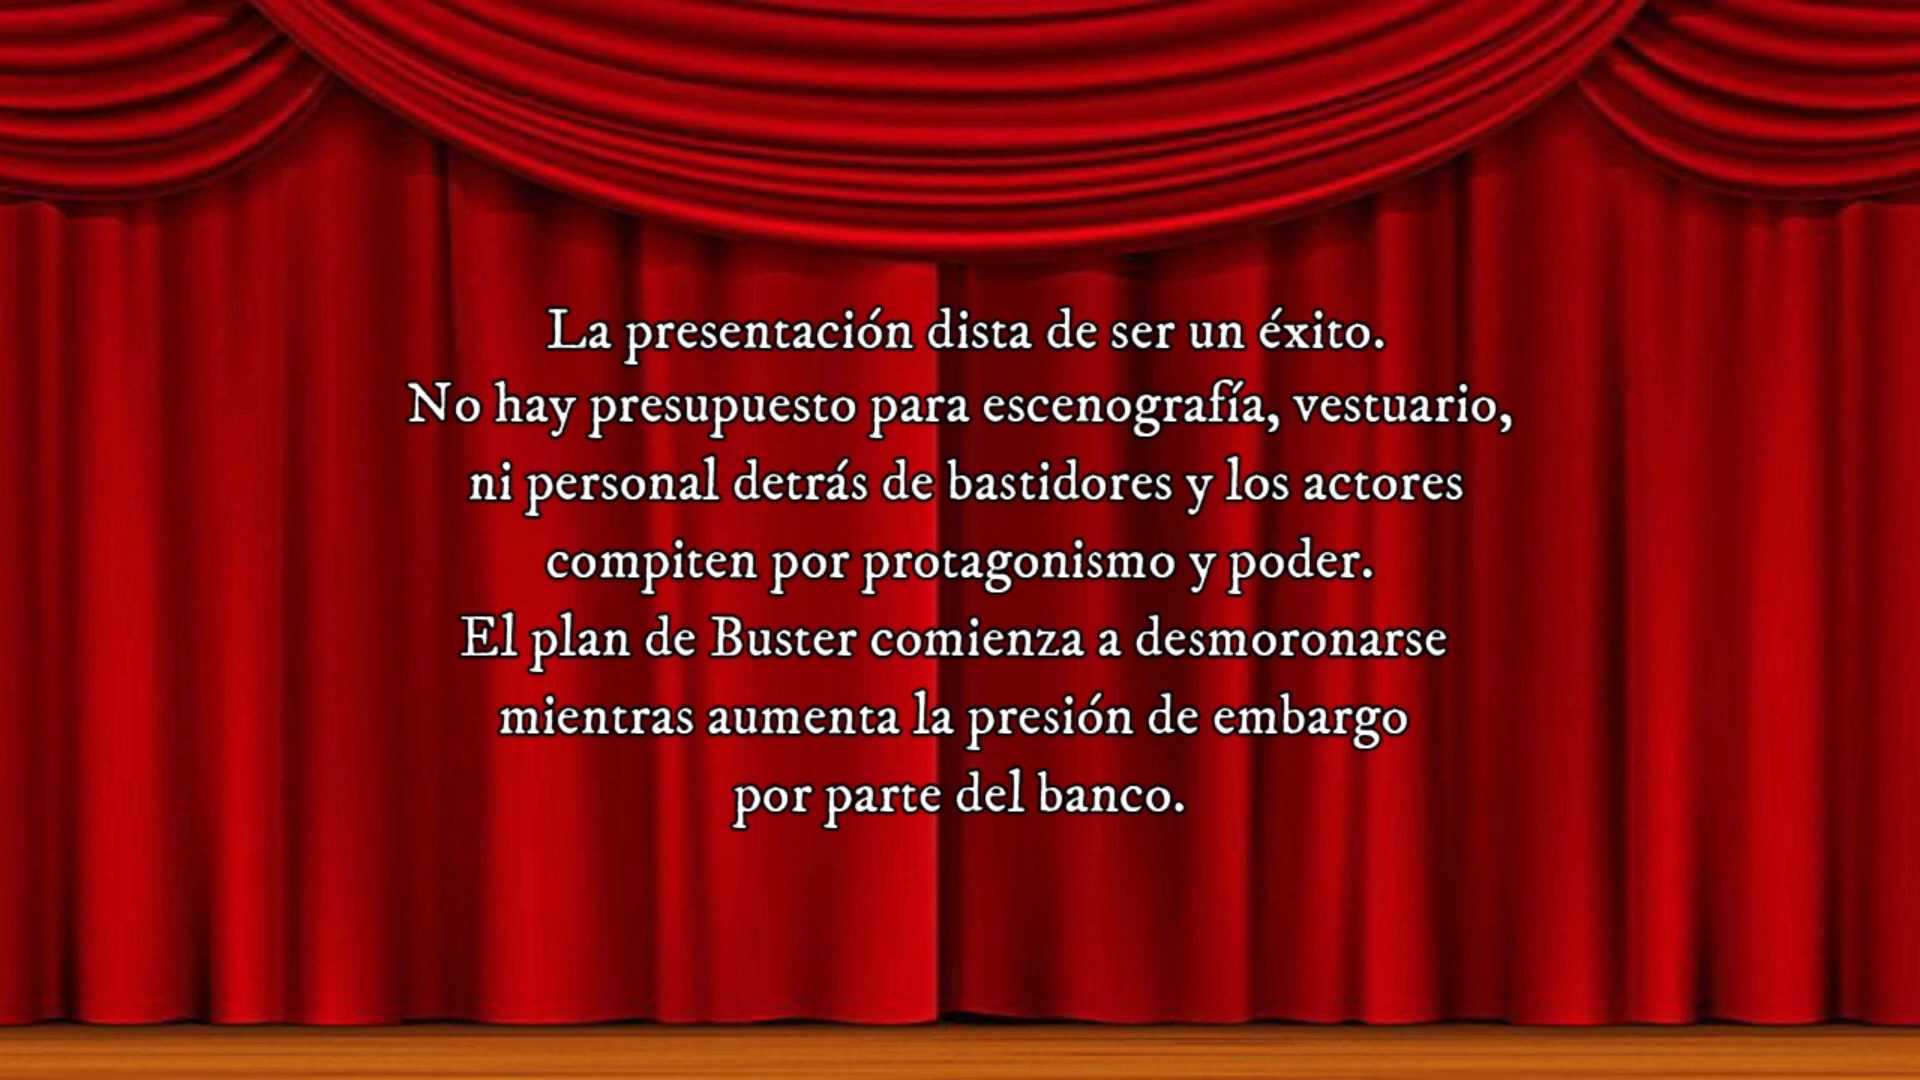 La presentación dista de ser un éxito.
No hay presupuesto para escenografía, vestuario,
ni personal detrás de bastidores y los actores
compiten por protagonismo y poder.
El plan de Buster comienza a desmoronarse
mientras aumenta la presión de embargo
por parte del banco.